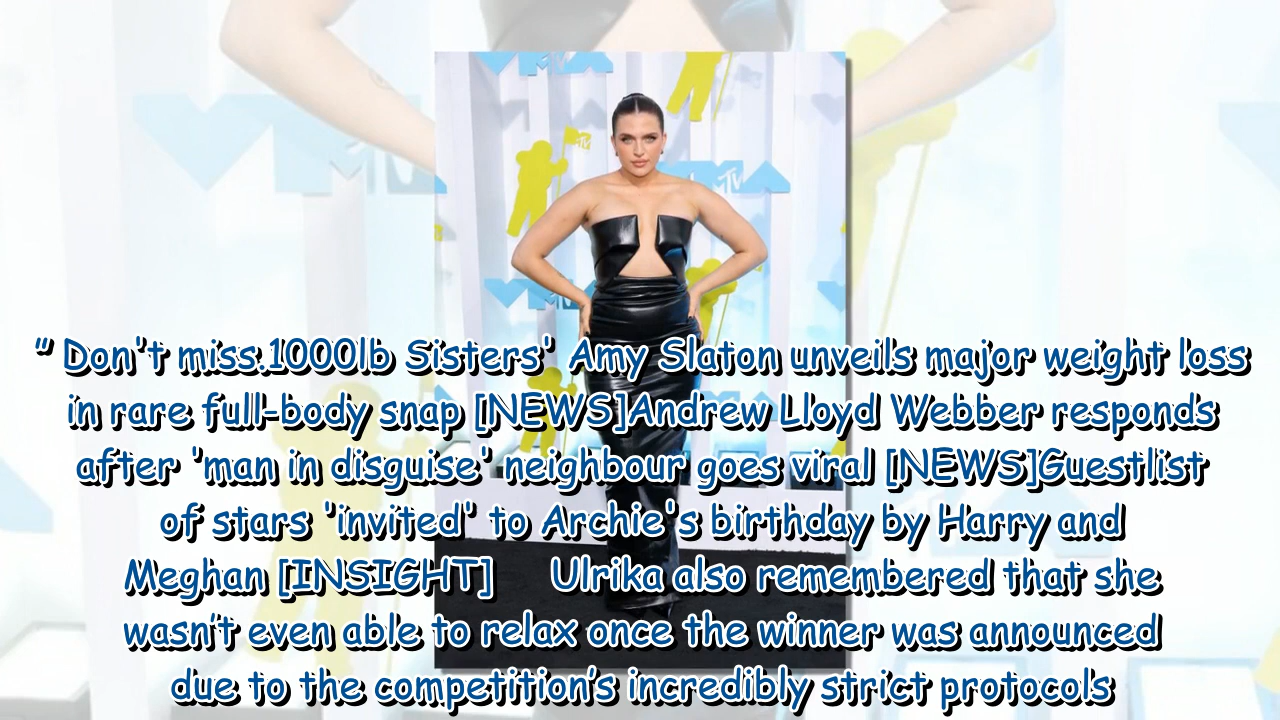 ” Don't miss.1000lb Sisters' Amy Slaton unveils major weight loss
in rare full-body snap [NEWS]Andrew Lloyd Webber responds
after 'man in disguise' neighbour goes viral [NEWS]Guestlist
of stars 'invited' to Archie's birthday by Harry and
Meghan [INSIGHT]     Ulrika also remembered that she
wasn’t even able to relax once the winner was announced
due to the competition’s incredibly strict protocols